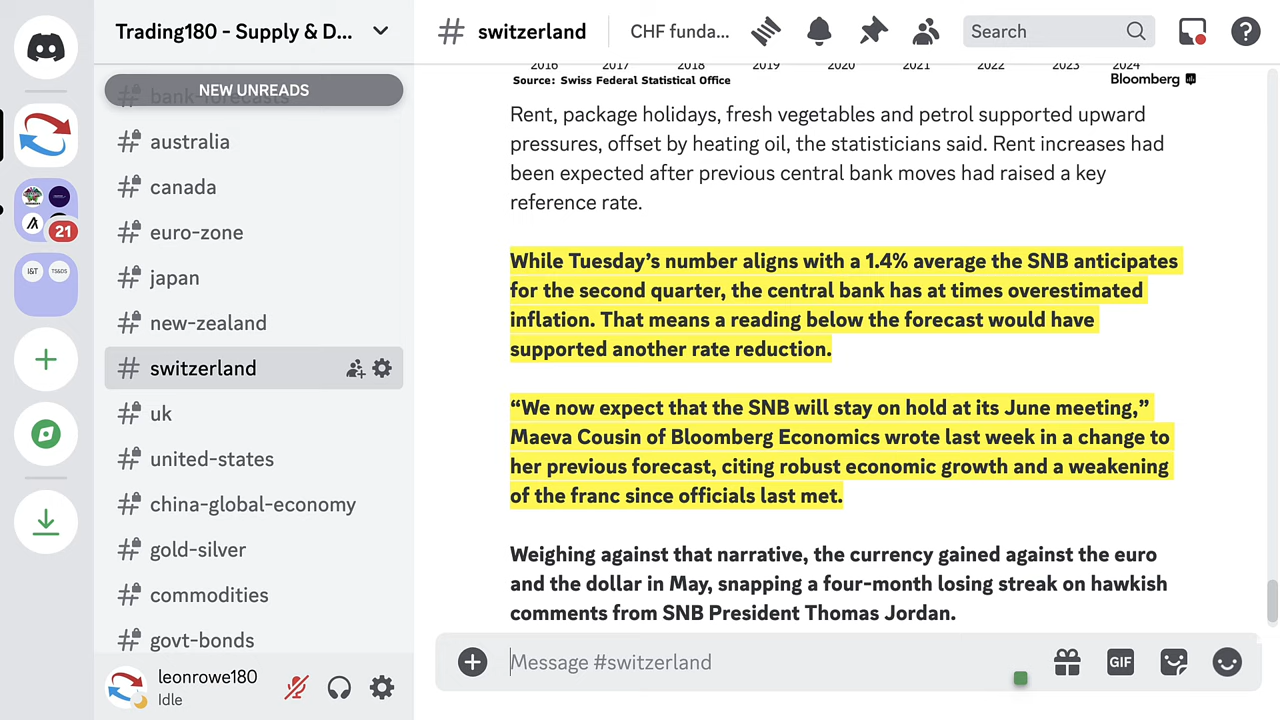 Trading180 - Supply & D...
NEW UNREADS
bank-forecasts
australia
canada
euro-zone
japan
new-zealand
switzerland
uk
united-states
china-global-economy
gold-silver
commodities
govt-bonds
leonrowe180
Idle
21
I&T
TS&DS
# switzerland
CHF funda...
Search
2016 2017 2018 2019 2020 2021 2022 2023 2024
Source: Swiss Federal Statistical Office
Bloomberg
Rent, package holidays, fresh vegetables and petrol supported upward
pressures, offset by heating oil, the statisticians said. Rent increases had
been expected after previous central bank moves had raised a key
reference rate.
While Tuesday’s number aligns with a 1.4% average the SNB anticipates
for the second quarter, the central bank has at times overestimated
inflation. That means a reading below the forecast would have
supported another rate reduction.
“We now expect that the SNB will stay on hold at its June meeting,”
Maeva Cousin of Bloomberg Economics wrote last week in a change to
her previous forecast, citing robust economic growth and a weakening
of the franc since officials last met.
Weighing against that narrative, the currency gained against the euro
and the dollar in May, snapping a four-month losing streak on hawkish
comments from SNB President Thomas Jordan.
Message #switzerland
GIF